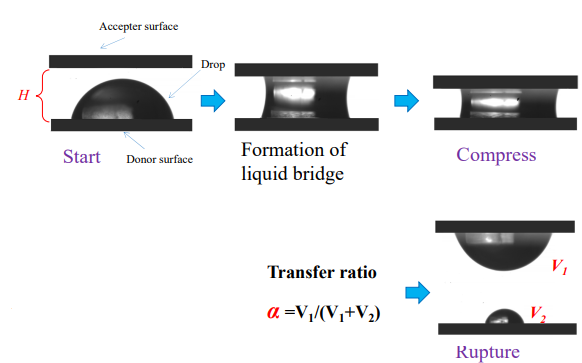 Accepter surface
Drop
H
Start
Donor surface
Formation of
liquid bridge
Compress
Transfer ratio
α =V₁/(V₁+V₂)
V₁
V₂
Rupture